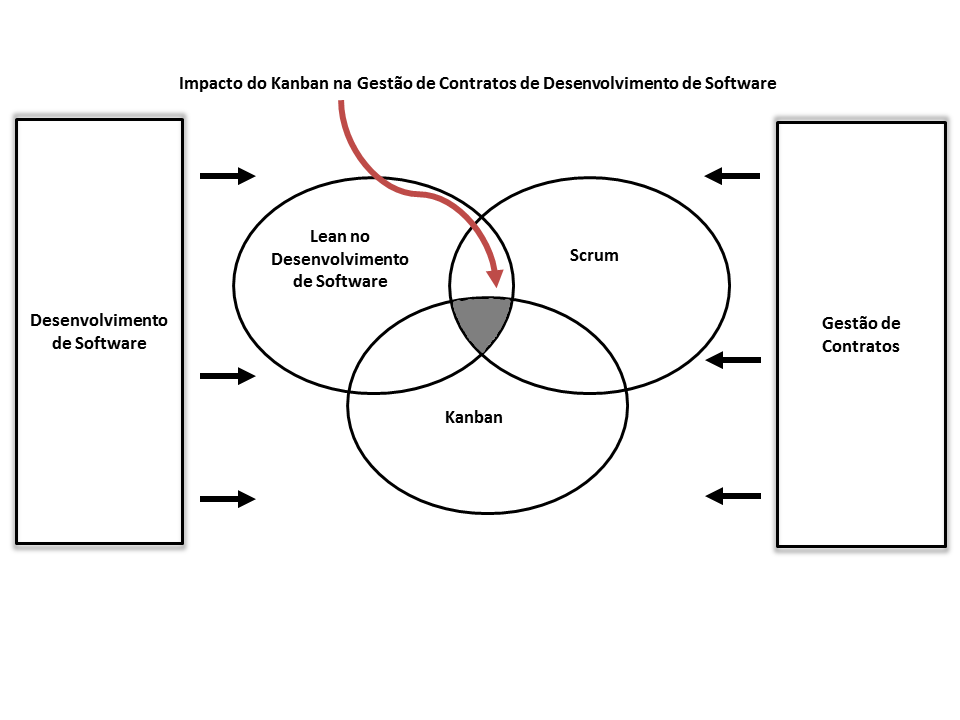 Impacto do Kanban na Gestão de Contratos de Desenvolvimento de Software
Lean no
Desenvolvimento
de Software
Scrum
Desenvolvimento
de Software
Gestão de
Contratos
Kanban